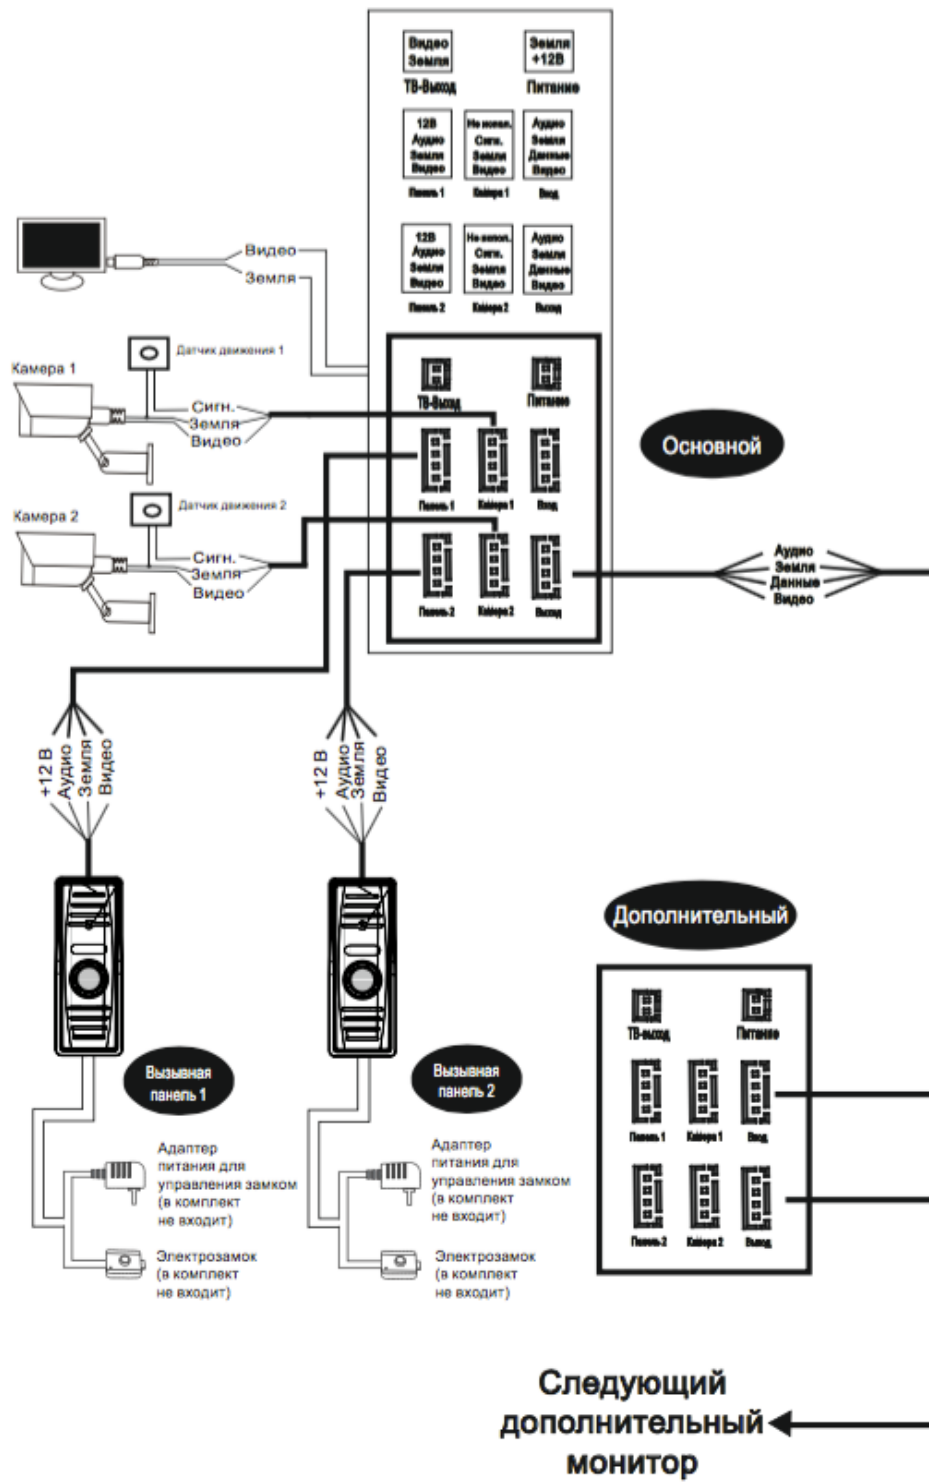 Видео
Земля
ТВ-Выход
Земля
+12В
Питание
12В
Аудио
Земля
Видео
Панель 1
Не испол.
Сигн.
Земля
Видео
Камера 1
Аудио
Земля
Данные
Видео
Вход
12В
Аудио
Земля
Видео
Панель 2
Не испол.
Сигн.
Земля
Видео
Камера 2
Аудио
Земля
Данные
Видео
Выход
Видео
Земля
Датчик движения 1
Камера 1
Сигн.
Земля
Видео
Датчик движения 2
Камера 2
Сигн.
Земля
Видео
ТВ-Выход
Питание
Панель 1
Камера 1
Вход
Панель 2
Камера 2
Выход
Основной
Аудио
Земля
Данные
Видео
+12 В
Аудио
Земля
Видео
+12 В
Аудио
Земля
Видео
Вызывная
панель 1
Вызывная
панель 2
Адаптер
питания для
управления замком
(в комплект
не входит)
Электрозамок
(в комплект
не входит)
Адаптер
питания для
управления замком
(в комплект
не входит)
Электрозамок
(в комплект
не входит)
Дополнительный
ТВ-выход
Питание
Панель 1
Камера 1
Вход
Панель 2
Камера 2
Выход
Следующий
дополнительный
монитор